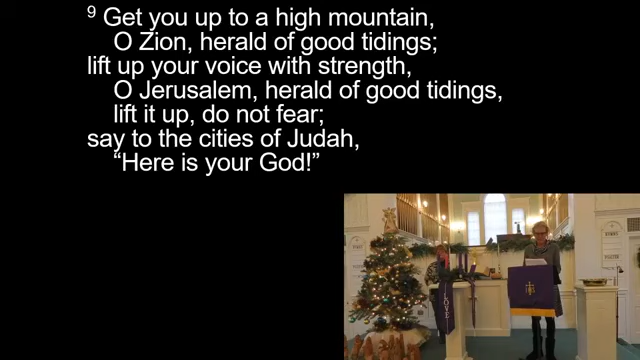 9 Get you up to a high mountain,
O Zion, herald of good tidings;
lift up your voice with strength,
O Jerusalem, herald of good tidings,
lift it up, do not fear;
say to the cities of Judah,
“Here is your God!”
LOVE